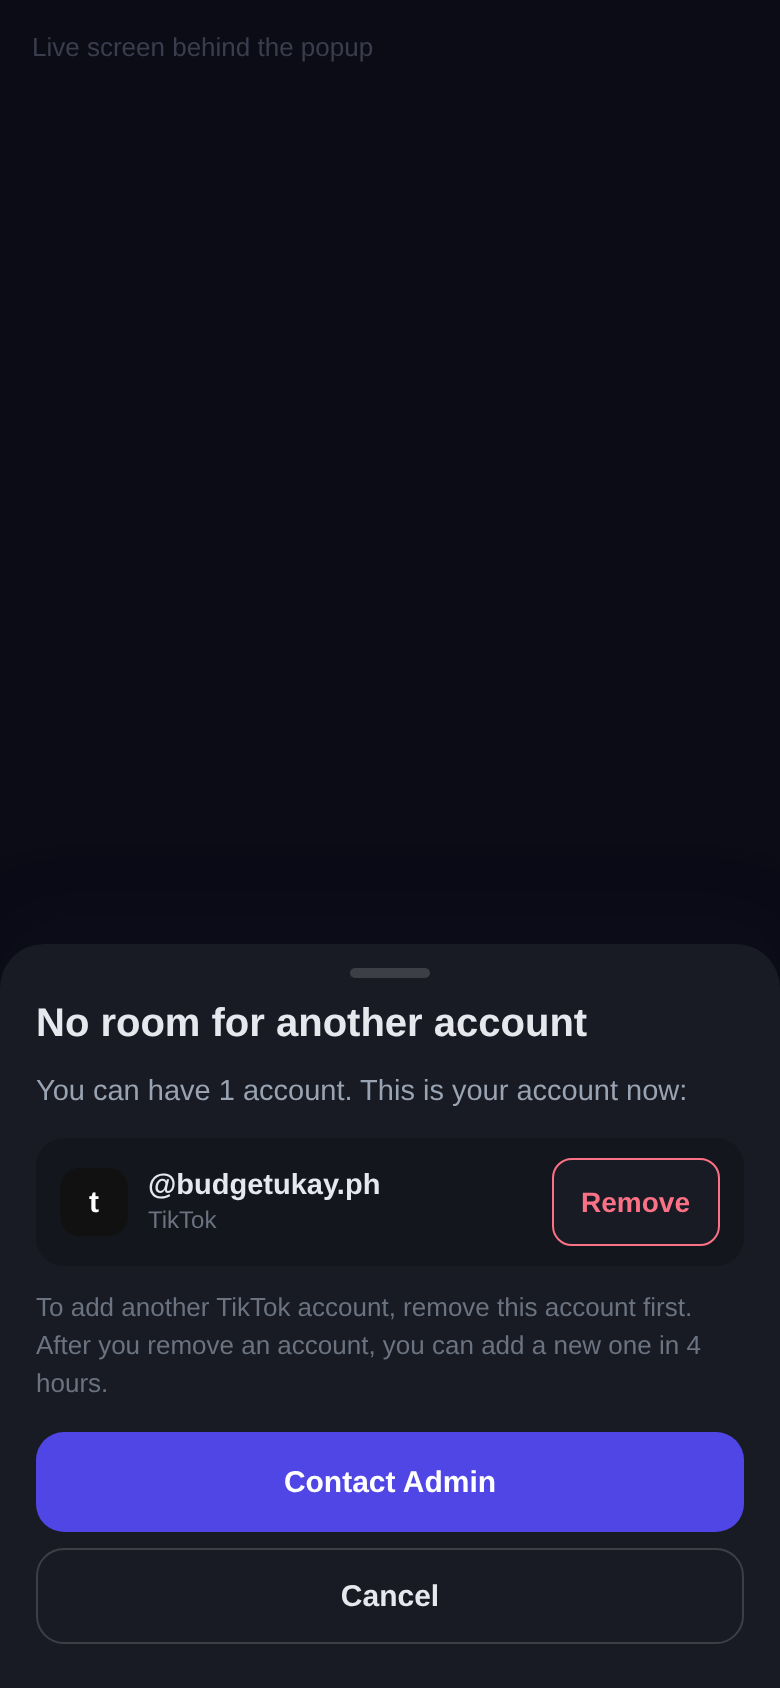 Live screen behind the popup
No room for another account
You can have 1 account. This is your account now:
t
@budgetukay.ph
TikTok
Remove
To add another TikTok account, remove this account first.
After you remove an account, you can add a new one in 4
hours.
Contact Admin
Cancel